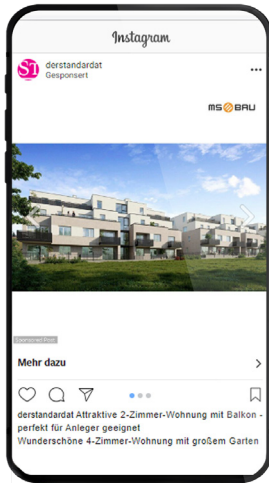 Instagram
ST
derstandardat
Gesponsert
MS BAU
Sponsored Post
Mehr dazu
derstandardat Attraktive 2-Zimmer-Wohnung mit Balkon -
perfekt für Anleger geeignet
Wunderschöne 4-Zimmer-Wohnung mit großem Garten